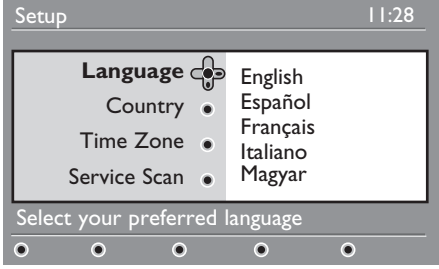 Setup 11:28
Language
Country
Time Zone
Service Scan
English
Español
Français
Italiano
Magyar
Select your preferred language